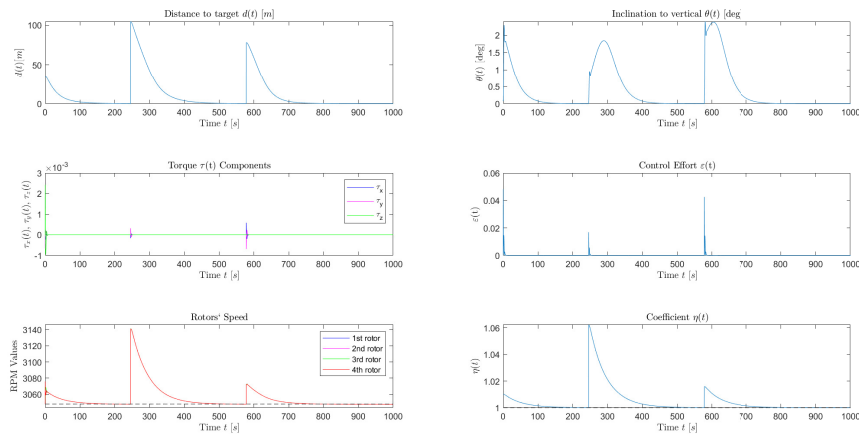 Distance to target d(t) [m]
d(t)[m]
100
50
0
0 100 200 300 400 500 600 700 800 900 1000
Time t [s]
Inclination to vertical θ(t) [deg
θ(t) [deg]
2
1.5
1
0.5
0
0 100 200 300 400 500 600 700 800 900 1000
Time t [s]
Torque τ(t) Components
×10⁻³
τx(t), τy(t), τz(t)
3
2
1
0
-1
τx
τy
τz
0 100 200 300 400 500 600 700 800 900 1000
Time t [s]
Control Effort ε(t)
ε(t)
0.06
0.04
0.02
0
0 100 200 300 400 500 600 700 800 900 1000
Time t [s]
Rotors' Speed
RPM Values
3140
3120
3100
3080
3060
1st rotor
2nd rotor
3rd rotor
4th rotor
0 100 200 300 400 500 600 700 800 900 1000
Time t [s]
Coefficient η(t)
η(t)
1.06
1.04
1.02
1
0 100 200 300 400 500 600 700 800 900 1000
Time t [s]